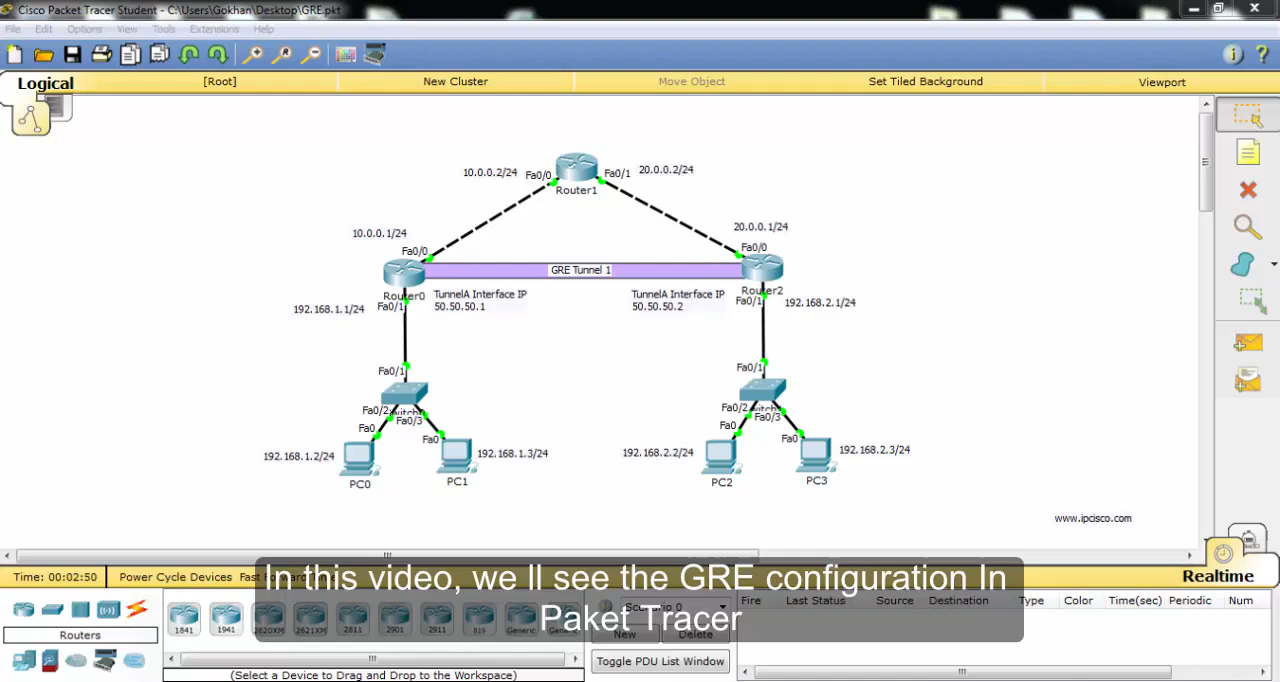 Cisco Packet Tracer Student - C:\Users\Gokhan\Desktop\GRE.pkt
File Edit Options View Tools Extensions Help
Logical
[Root]
New Cluster
Move Object
Set Tiled Background
Viewport
10.0.0.2/24
Fa0/0
Fa0/1
20.0.0.2/24
Router1
10.0.0.1/24
20.0.0.1/24
Fa0/0
Fa0/0
GRE Tunnel 1
Router0
TunnelA Interface IP
50.50.50.1
TunnelA Interface IP
50.50.50.2
Router2
192.168.1.1/24
Fa0/1
Fa0/1
192.168.2.1/24
Fa0/1
Fa0/1
Fa0/2
Fa0/3
Fa0/2
Fa0/3
Fa0
Fa0
Fa0
Fa0
192.168.1.2/24
192.168.1.3/24
192.168.2.2/24
192.168.2.3/24
PC0
PC1
PC2
PC3
www.ipcisco.com
Time: 00:02:50
Power Cycle Devices
Realtime
In this video, we ll see the GRE configuration In
Paket Tracer
Routers
1841
1941
2620XM
2621XM
2811
2901
2911
819
Generic
Generic
Scenario 0
New
Delete
Toggle PDU List Window
Fire
Last Status
Source
Destination
Type
Color
Time(sec)
Periodic
Num
(Select a Device to Drag and Drop to the Workspace)